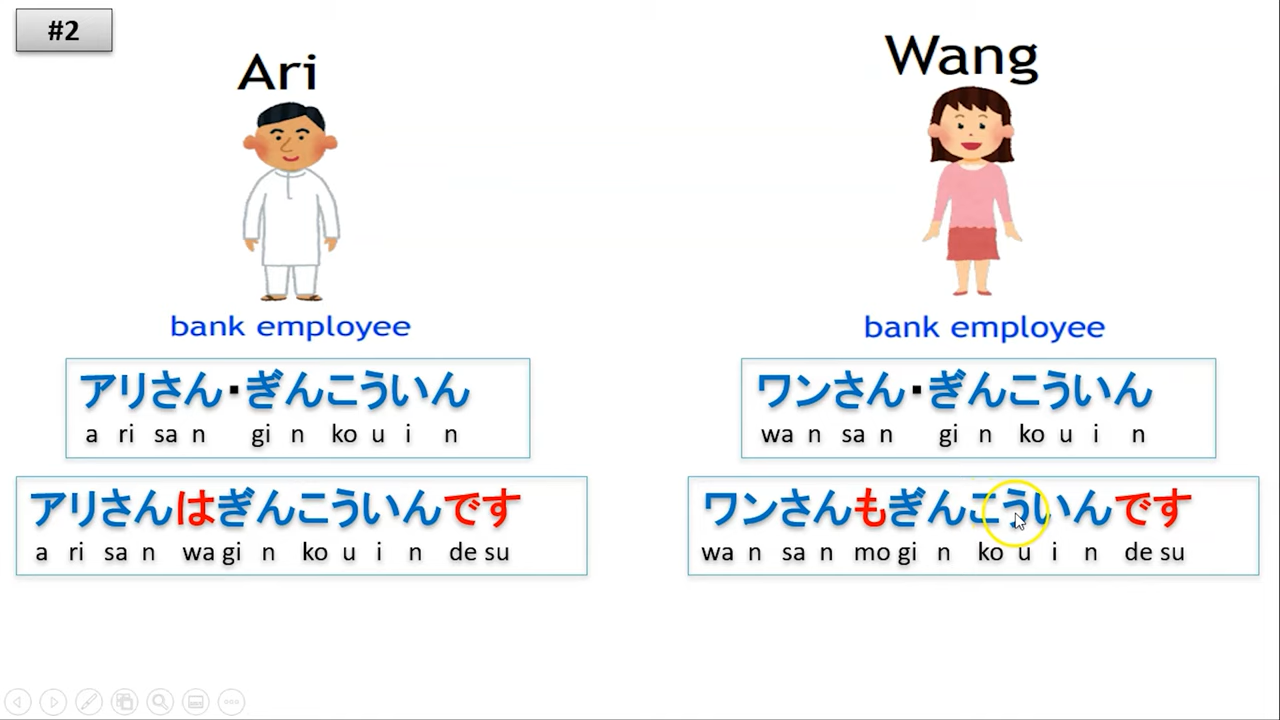 #2
Ari
bank employee
アリさん・ぎんこういん
a ri sa n gi n ko u i n
アリさんはぎんこういんです
a ri sa n wa gi n ko u i n de su
Wang
bank employee
ワンさん・ぎんこういん
wa n sa n gi n ko u i n
ワンさんもぎんこういんです
wa n sa n mo gi n ko u i n de su